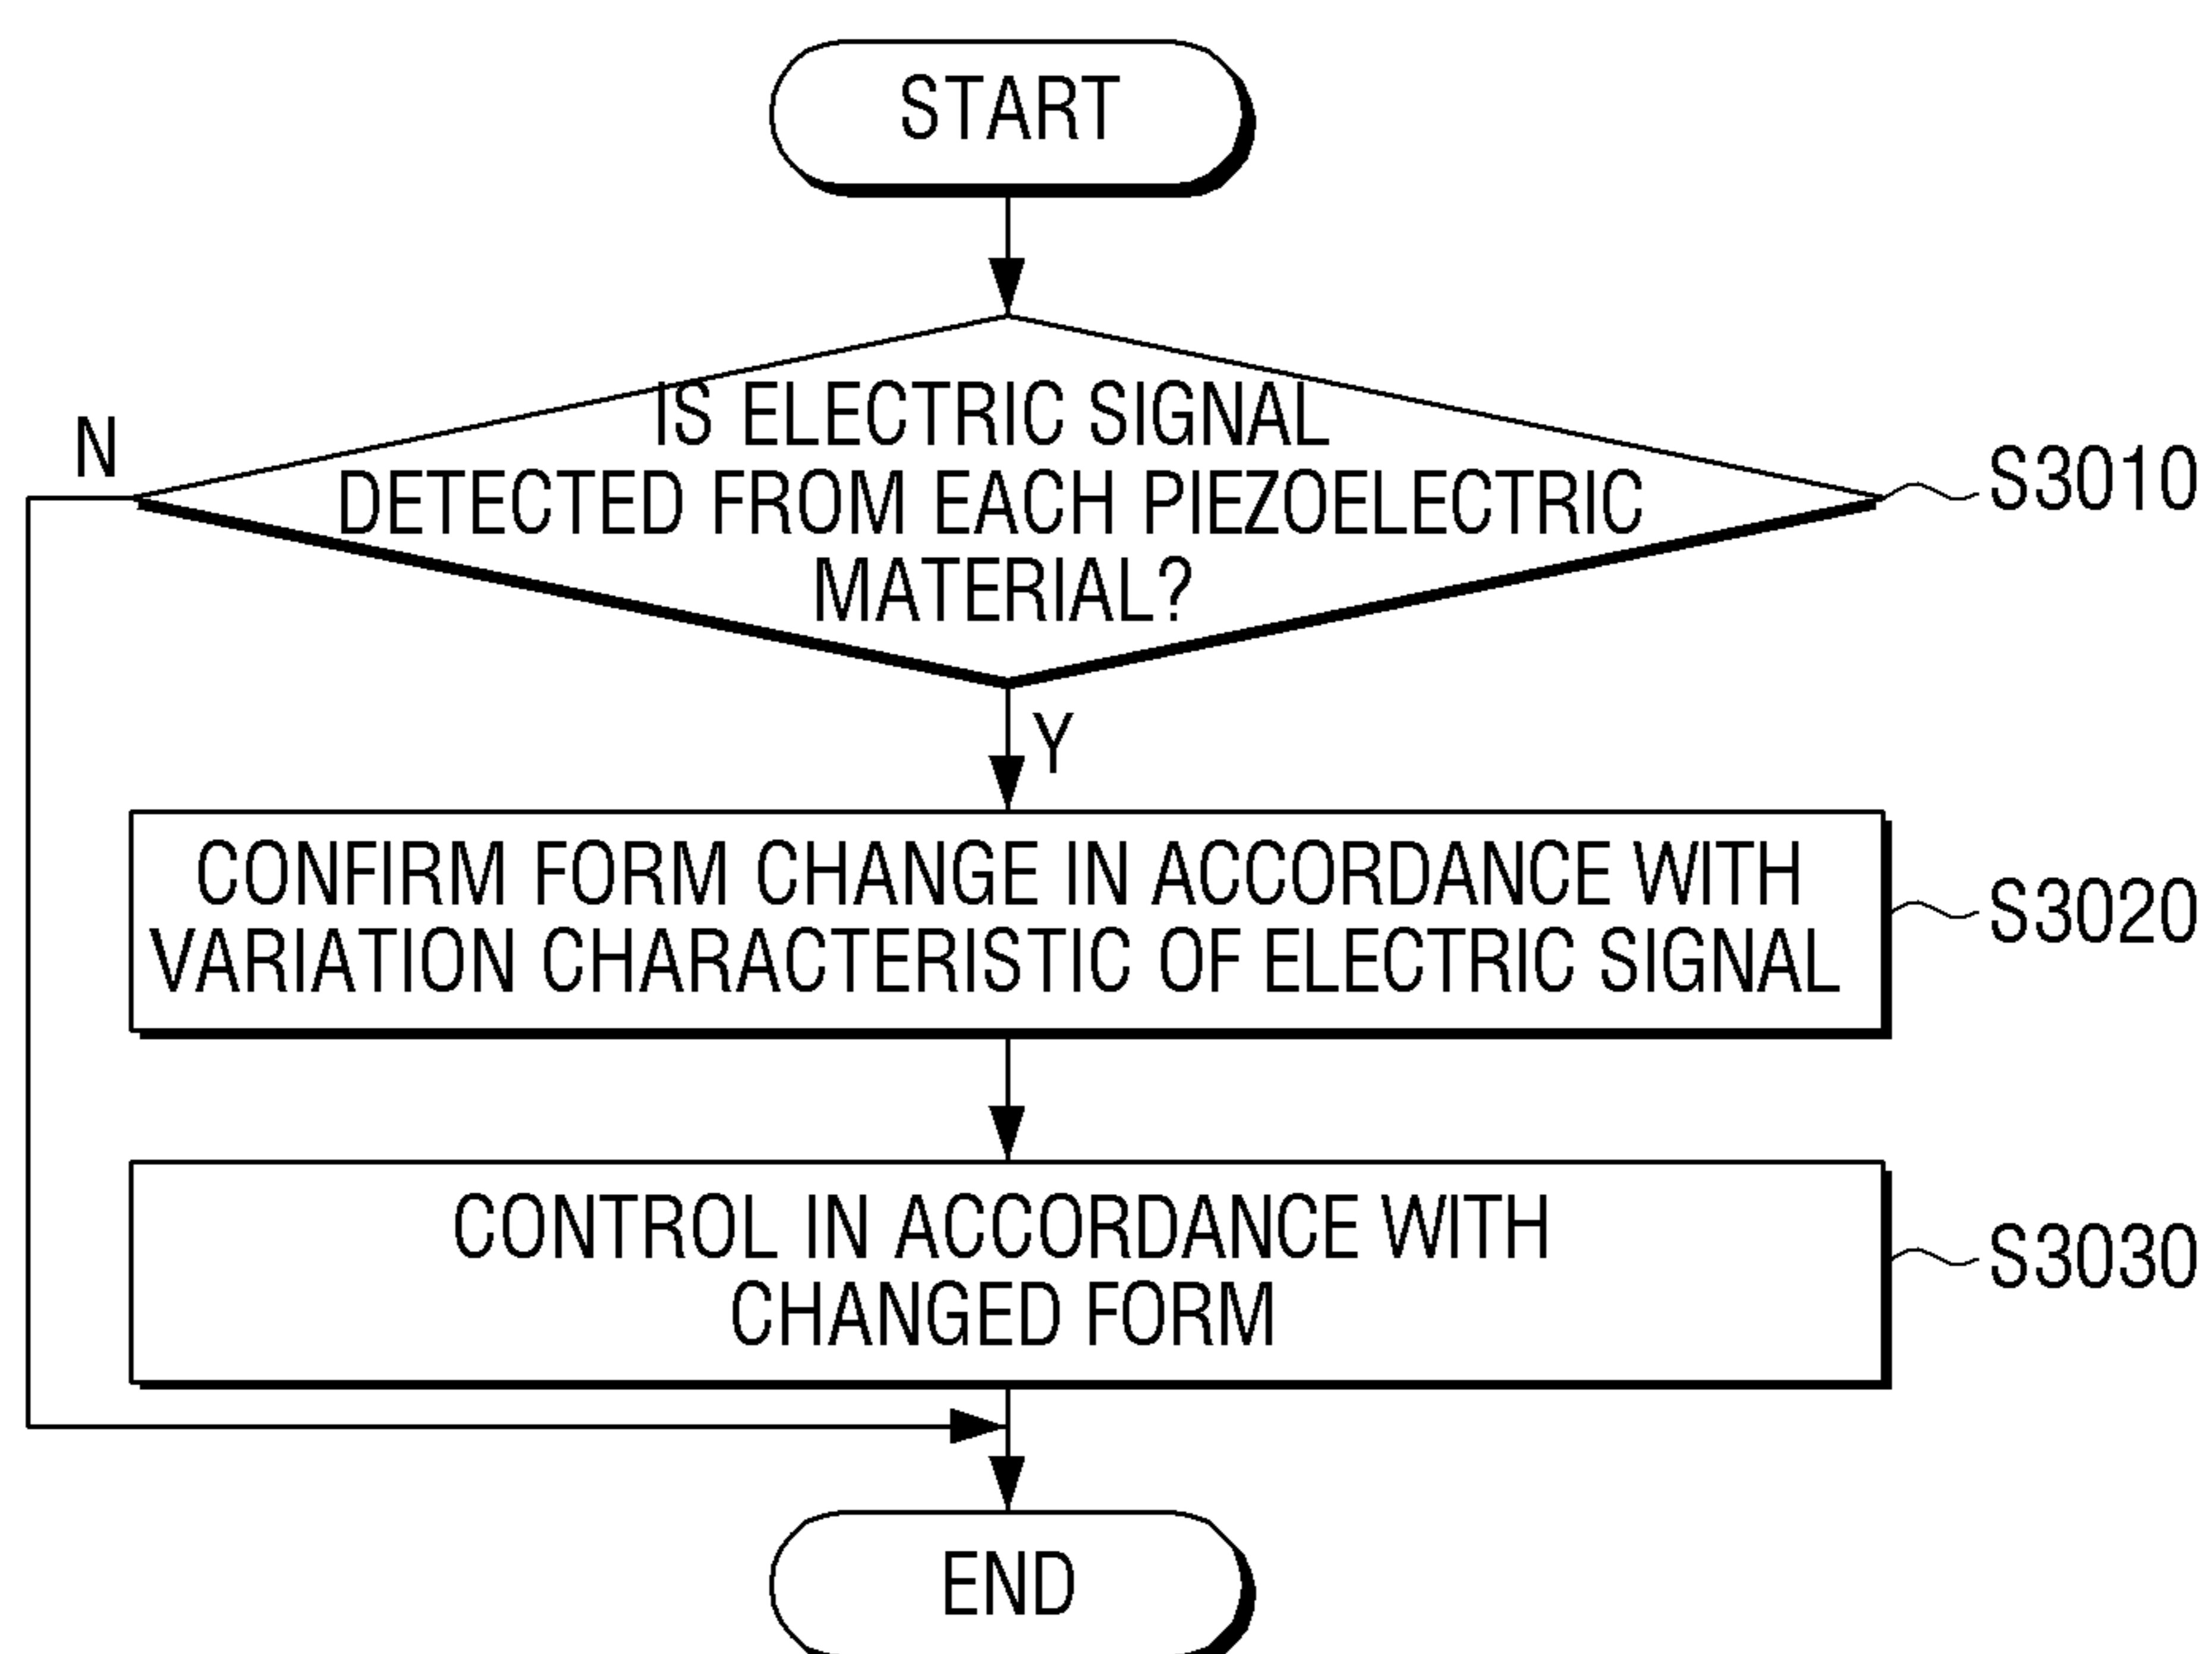 START
IS ELECTRIC SIGNAL
DETECTED FROM EACH PIEZOELECTRIC
MATERIAL?
N
S3010
Y
CONFIRM FORM CHANGE IN ACCORDANCE WITH
VARIATION CHARACTERISTIC OF ELECTRIC SIGNAL
S3020
CONTROL IN ACCORDANCE WITH
CHANGED FORM
S3030
END